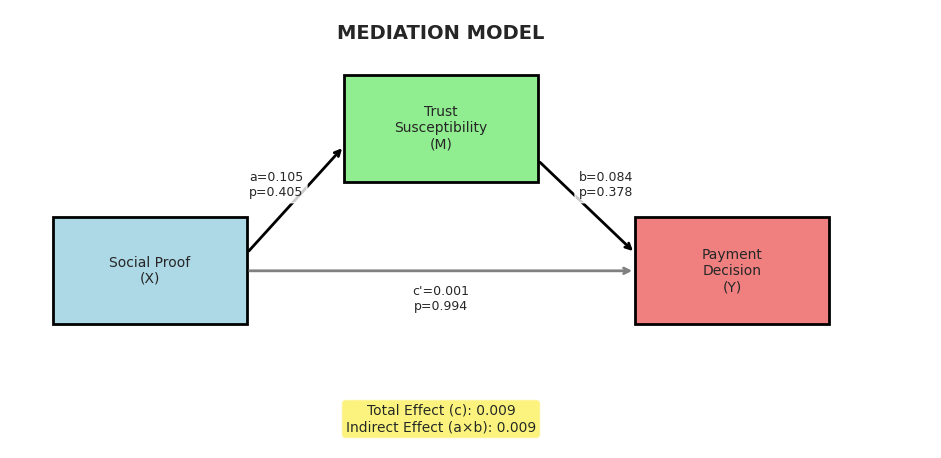 MEDIATION MODEL
Trust
Susceptibility
(M)
a=0.105
p=0.405
b=0.084
p=0.378
Social Proof
(X)
Payment
Decision
(Y)
c'=0.001
p=0.994
Total Effect (c): 0.009
Indirect Effect (a×b): 0.009